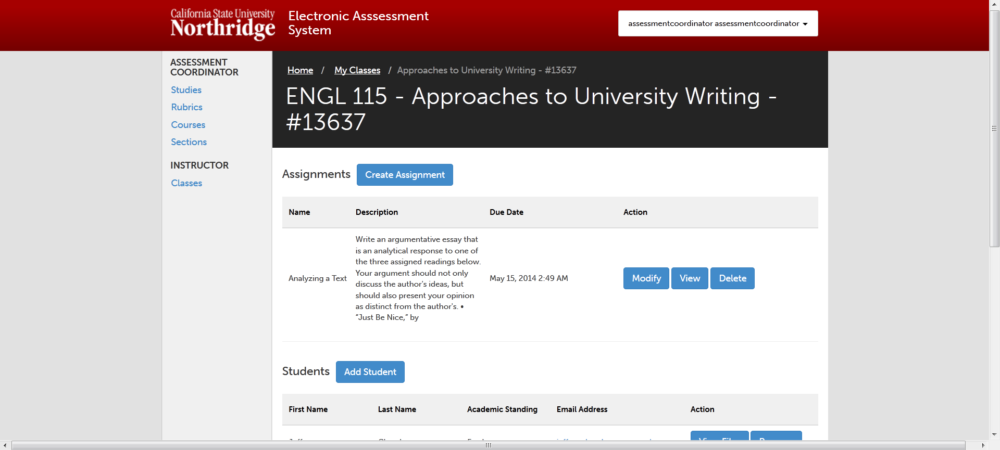 California State University
Northridge
Electronic Asssessment
System
assessmentcoordinator assessmentcoordinator
ASSESSMENT
COORDINATOR
Studies
Rubrics
Courses
Sections
INSTRUCTOR
Classes
Home / My Classes / Approaches to University Writing - #13637
ENGL 115 - Approaches to University Writing -
#13637
Assignments Create Assignment
Name Description Due Date Action
Write an argumentative essay that
is an analytical response to one of
the three assigned readings below.
Your argument should not only
Analyzing a Text discuss the author's ideas, but May 15, 2014 2:49 AM Modify View Delete
should also present your opinion
as distinct from the author's. •
“Just Be Nice,” by
Students Add Student
First Name Last Name Academic Standing Email Address Action